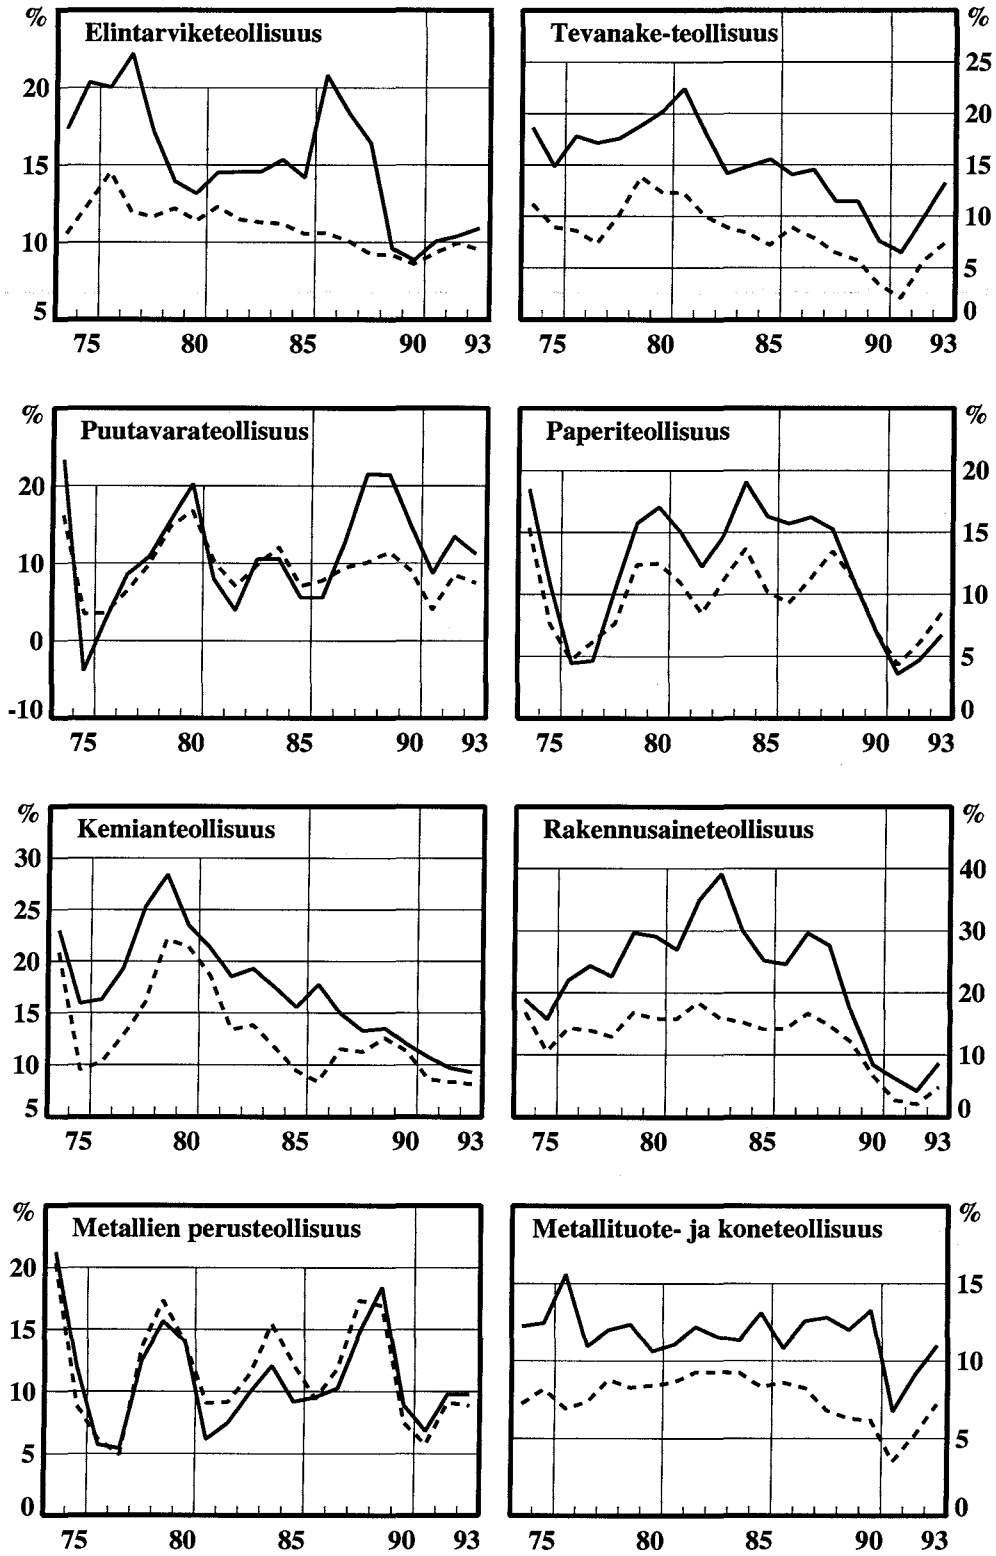 % Elintarviketeollisuus
20
15
10
5
75 80 85 90 93
Tevanake-teollisuus %
25
20
15
10
5
0
75 80 85 90 93
% Puutavarateollisuus
20
10
0
-10
75 80 85 90 93
Paperiteollisuus %
20
15
10
5
0
75 80 85 90 93
% Kemianteollisuus
30
25
20
15
10
5
75 80 85 90 93
Rakennusaineteollisuus %
40
30
20
10
0
75 80 85 90 93
% Metallien perusteollisuus
20
15
10
5
0
75 80 85 90 93
Metallituote- ja koneteollisuus %
15
10
5
0
75 80 85 90 93